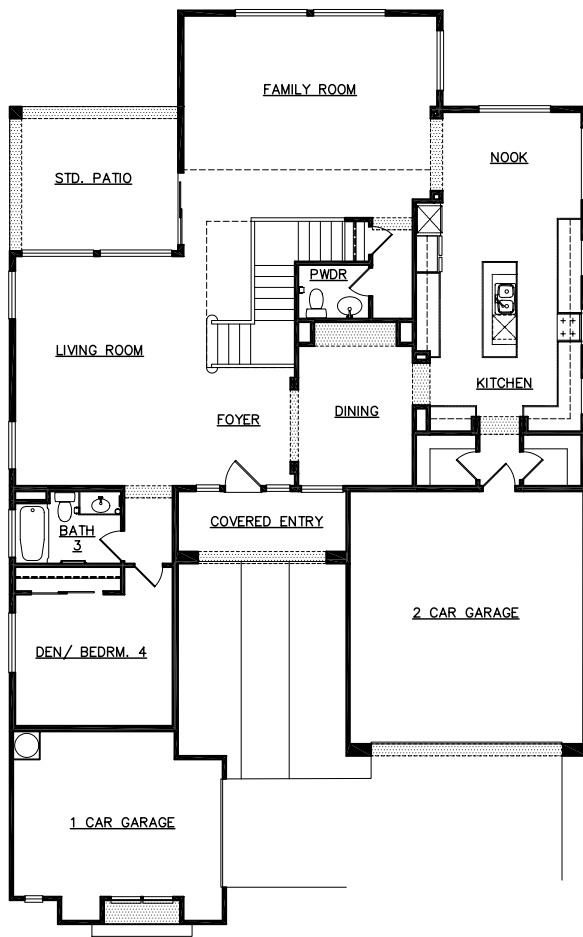 FAMILY ROOM
NOOK
STD. PATIO
PWDR
LIVING ROOM
KITCHEN
DINING
FOYER
COVERED ENTRY
BATH
3
2 CAR GARAGE
DEN/ BEDRM. 4
1 CAR GARAGE